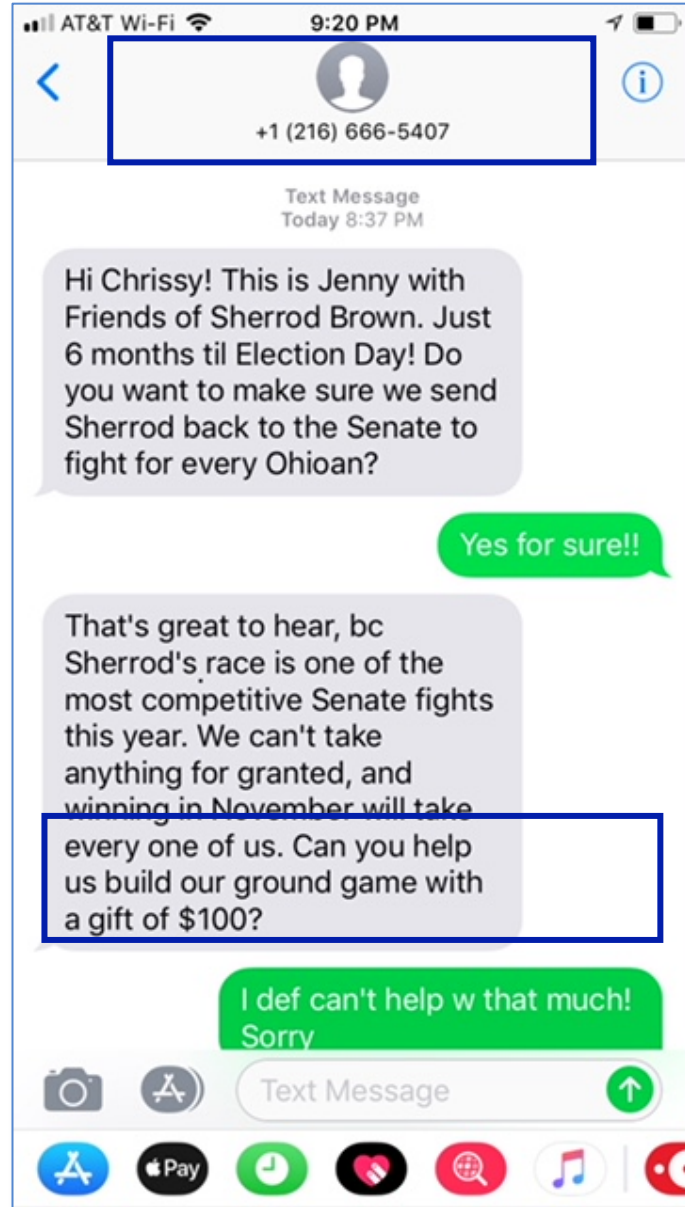 AT&T Wi-Fi 9:20 PM
+1 (216) 666-5407
Text Message
Today 8:37 PM
Hi Chrissy! This is Jenny with
Friends of Sherrod Brown. Just
6 months til Election Day! Do
you want to make sure we send
Sherrod back to the Senate to
fight for every Ohioan?
Yes for sure!!
That's great to hear, bc
Sherrod's race is one of the
most competitive Senate fights
this year. We can't take
anything for granted, and
winning in November will take
every one of us. Can you help
us build our ground game with
a gift of $100?
I def can't help w that much!
Sorry
Text Message
Pay